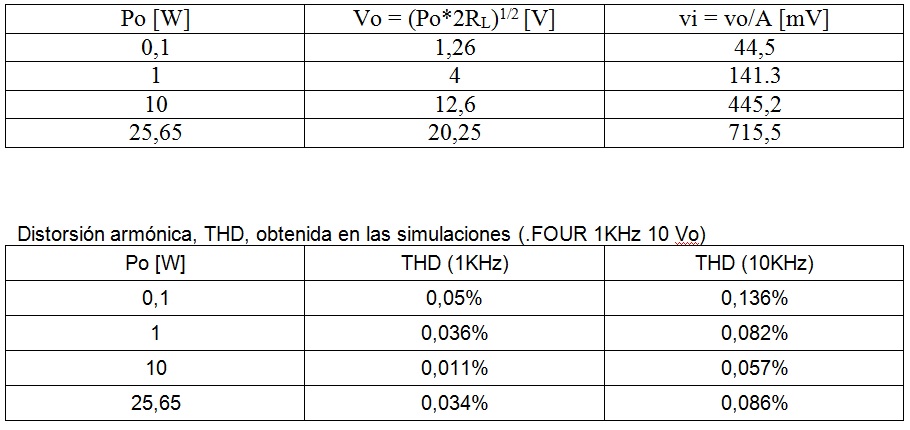 Po [W] Vo = (Po*2RL)1/2 [V] vi = vo/A [mV]
0,1 1,26 44,5
1 4 141.3
10 12,6 445,2
25,65 20,25 715,5
Distorsión armónica, THD, obtenida en las simulaciones (.FOUR 1KHz 10 Vo)
Po [W] THD (1KHz) THD (10KHz)
0,1 0,05% 0,136%
1 0,036% 0,082%
10 0,011% 0,057%
25,65 0,034% 0,086%